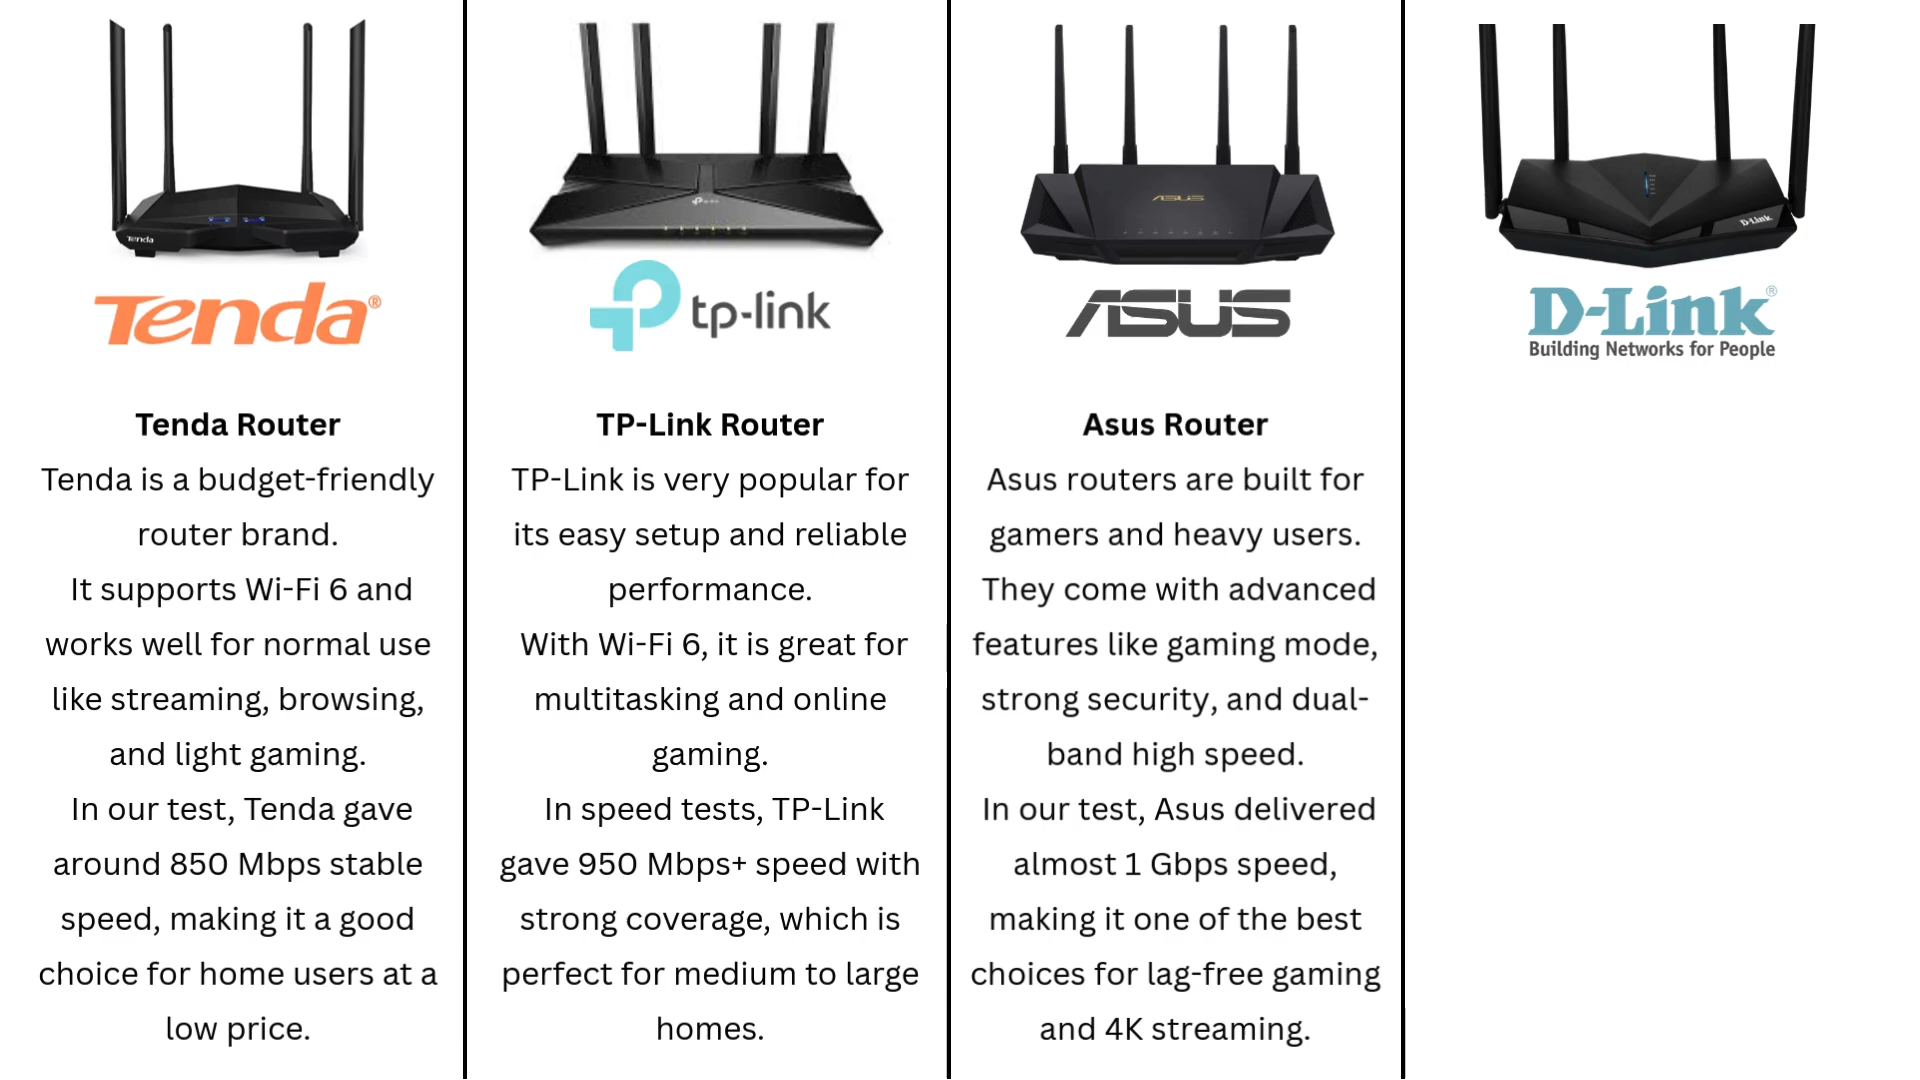 Tenda
Tenda®
Tenda Router
Tenda is a budget-friendly
router brand.
It supports Wi-Fi 6 and
works well for normal use
like streaming, browsing,
and light gaming.
In our test, Tenda gave
around 850 Mbps stable
speed, making it a good
choice for home users at a
low price.
tp-link
TP-Link Router
TP-Link is very popular for
its easy setup and reliable
performance.
With Wi-Fi 6, it is great for
multitasking and online
gaming.
In speed tests, TP-Link
gave 950 Mbps+ speed with
strong coverage, which is
perfect for medium to large
homes.
ASUS
ASUS
Asus Router
Asus routers are built for
gamers and heavy users.
They come with advanced
features like gaming mode,
strong security, and dual-
band high speed.
In our test, Asus delivered
almost 1 Gbps speed,
making it one of the best
choices for lag-free gaming
and 4K streaming.
D-Link
D-Link®
Building Networks for People